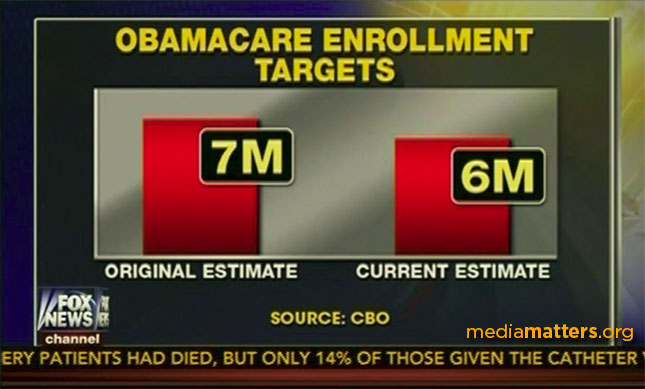 OBAMACARE ENROLLMENT
TARGETS
7M
6M
ORIGINAL ESTIMATE
CURRENT ESTIMATE
SOURCE: CBO
FOX
NEWS
channel
mediamatters.org
ERY PATIENTS HAD DIED, BUT ONLY 14% OF THOSE GIVEN THE CATHETER